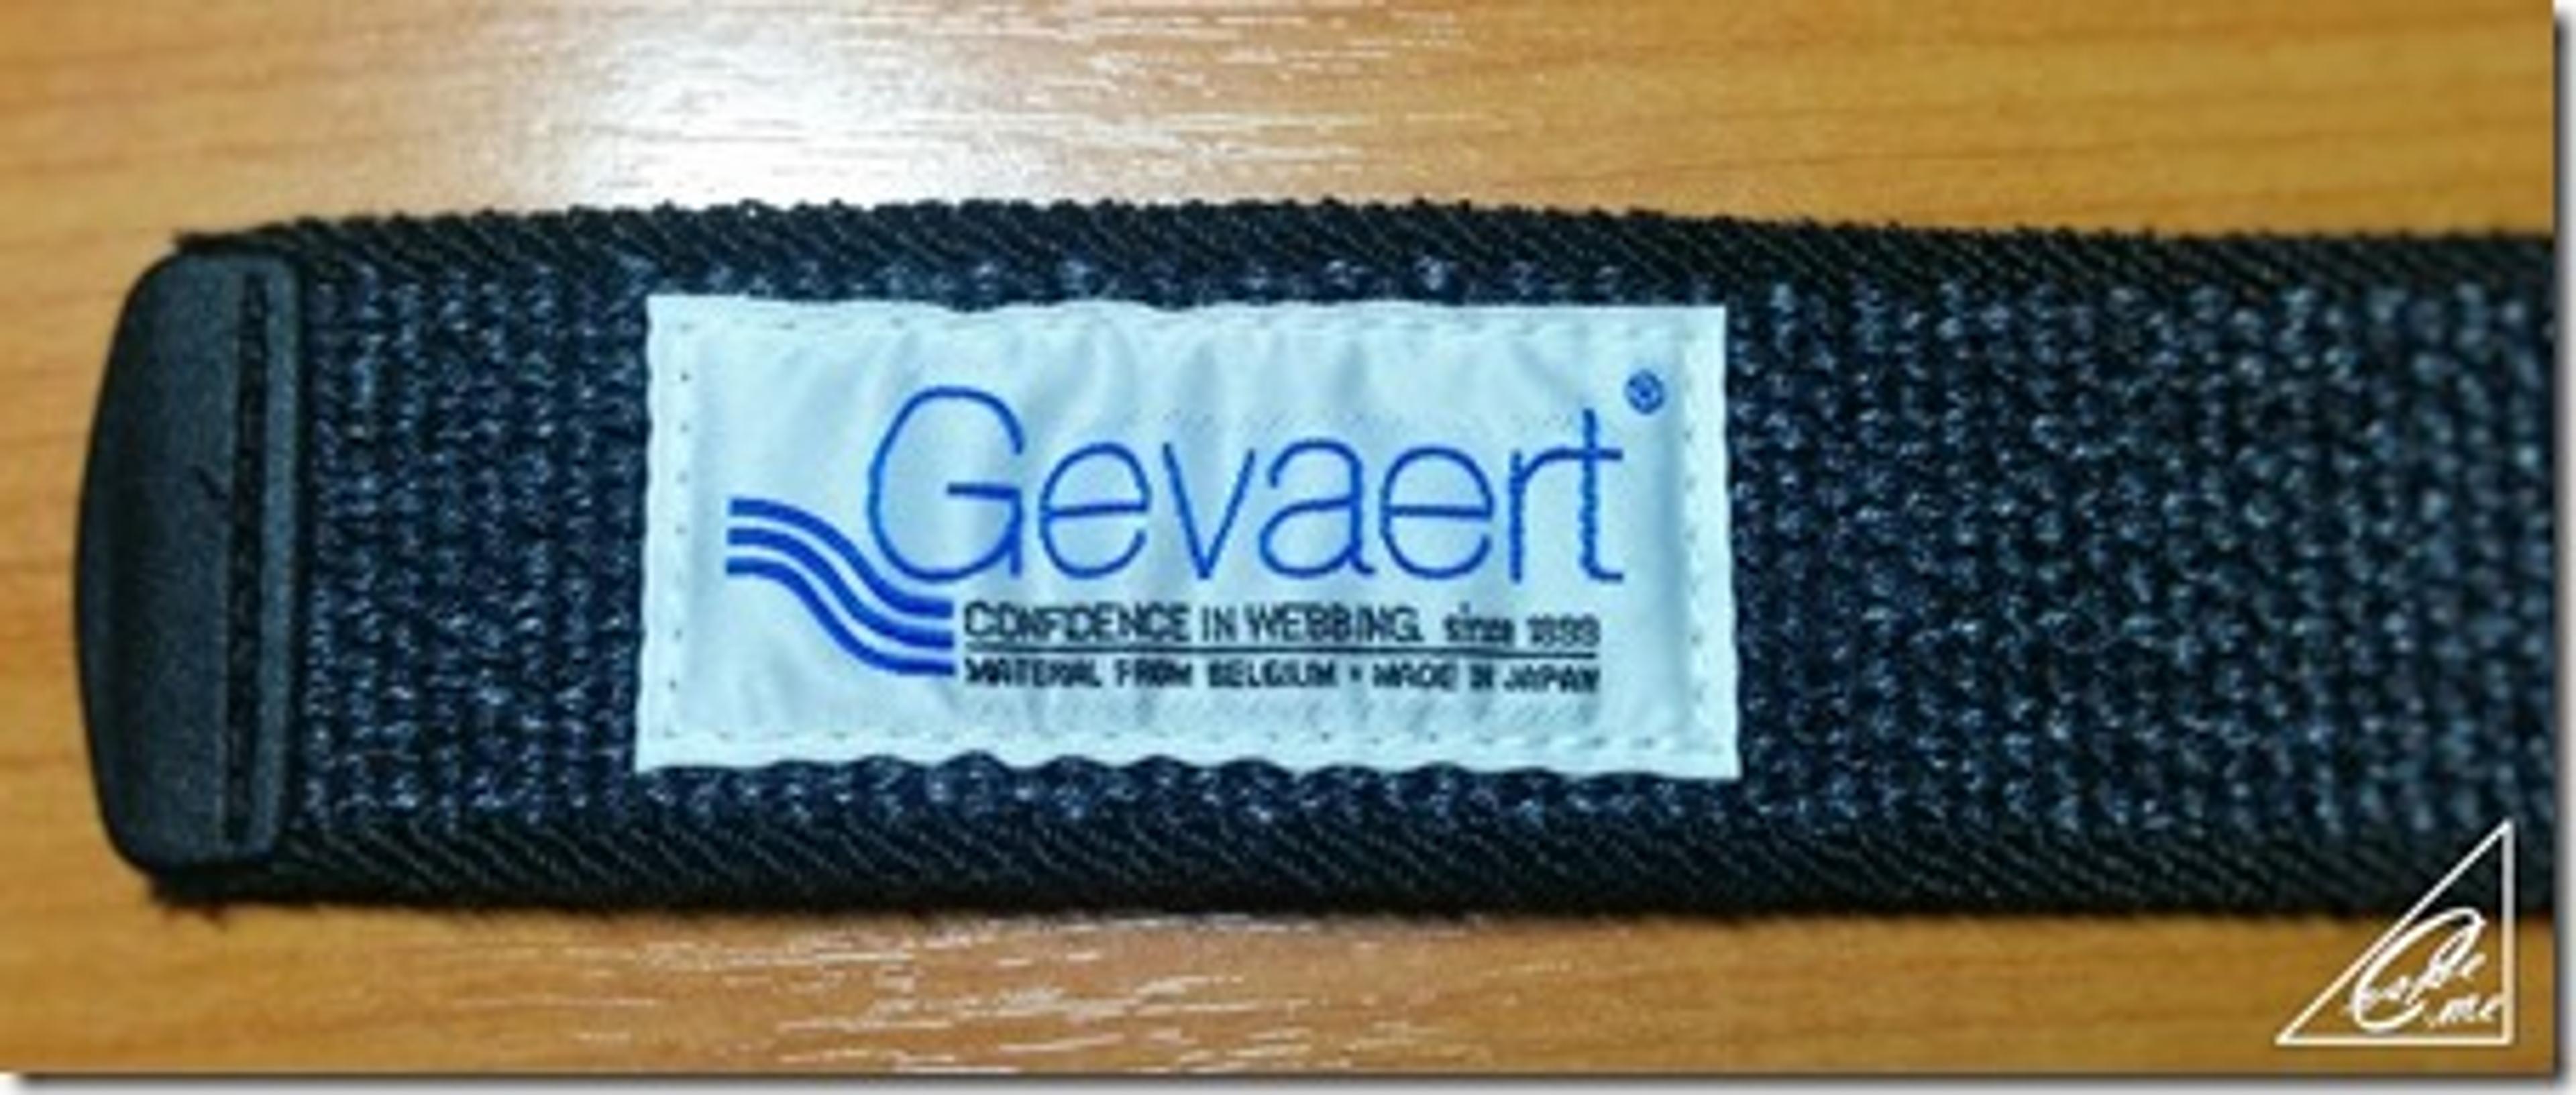 Gevaert®
CONFIDENCE IN WEBBING. since 1899
MATERIAL FROM BELGIUM • MADE IN JAPAN